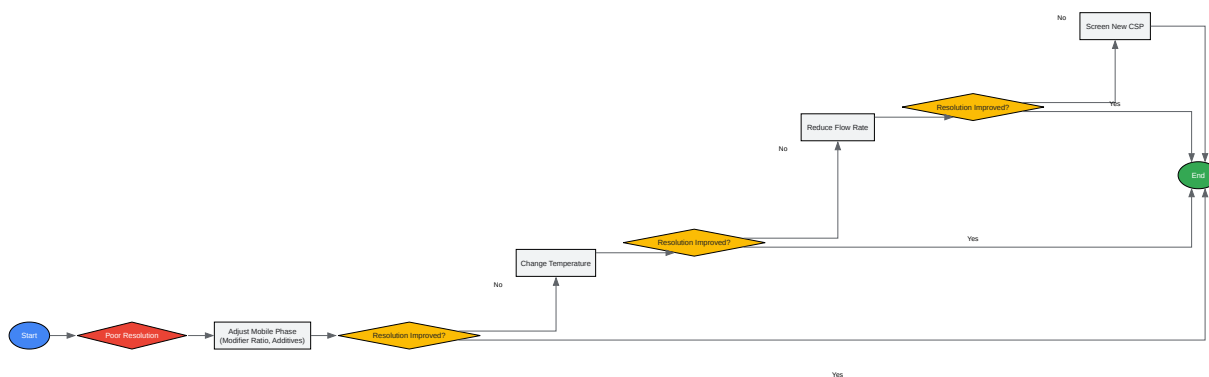 No
Screen New CSP
Resolution Improved?
Yes
Reduce Flow Rate
No
End
Resolution Improved?
Yes
Change Temperature
No
Start
Poor Resolution
Adjust Mobile Phase
(Modifier Ratio, Additives)
Resolution Improved?
Yes